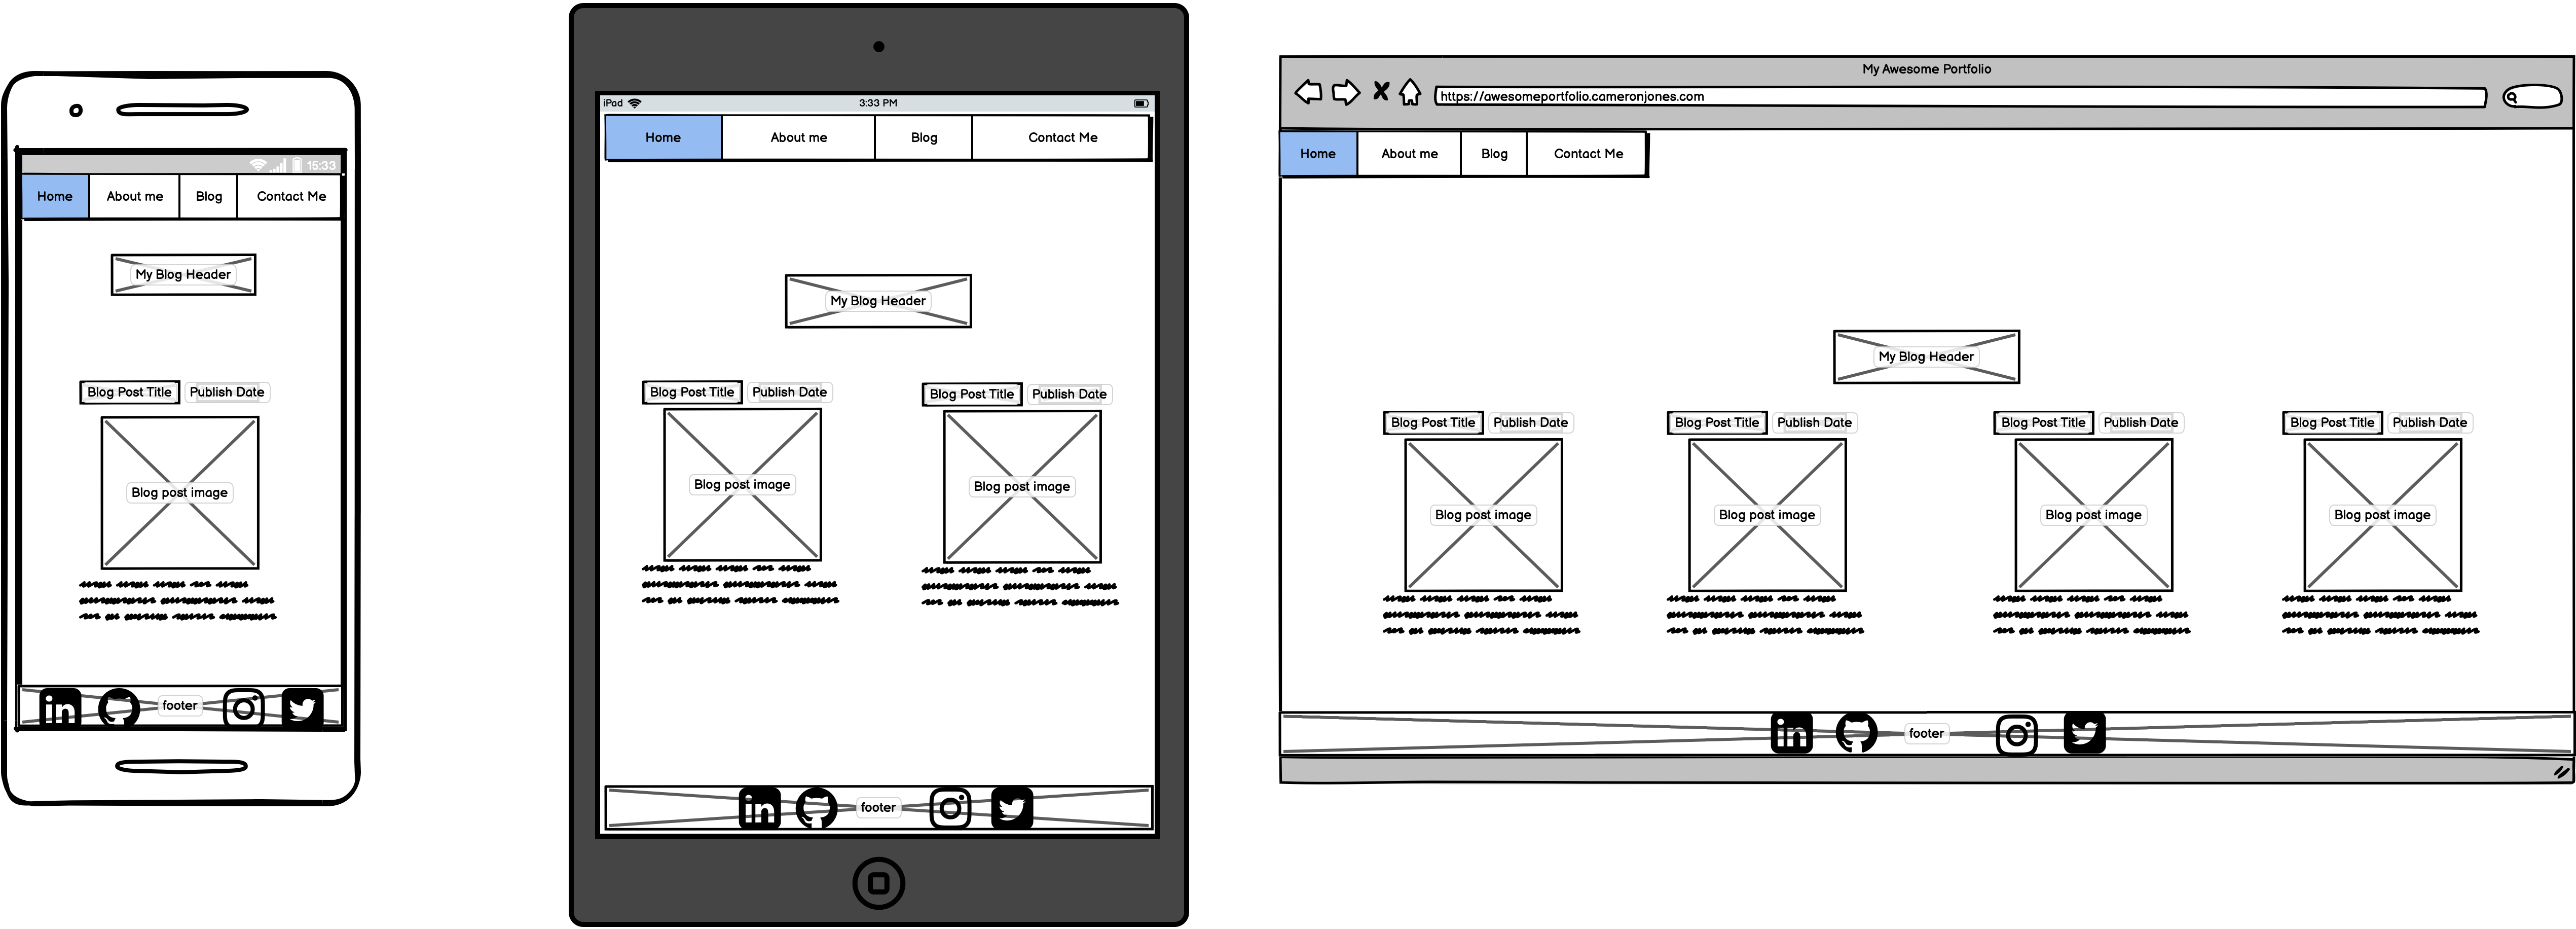 15:33
Home About me Blog Contact Me
My Blog Header
Blog Post Title Publish Date
Blog post image
footer
iPad 3:33 PM
Home About me Blog Contact Me
My Blog Header
Blog Post Title Publish Date Blog Post Title Publish Date
Blog post image Blog post image
footer
My Awesome Portfolio
https://awesomeportfolio.cameronjones.com
Home About me Blog Contact Me
My Blog Header
Blog Post Title Publish Date Blog Post Title Publish Date Blog Post Title Publish Date Blog Post Title Publish Date
Blog post image Blog post image Blog post image Blog post image
footer